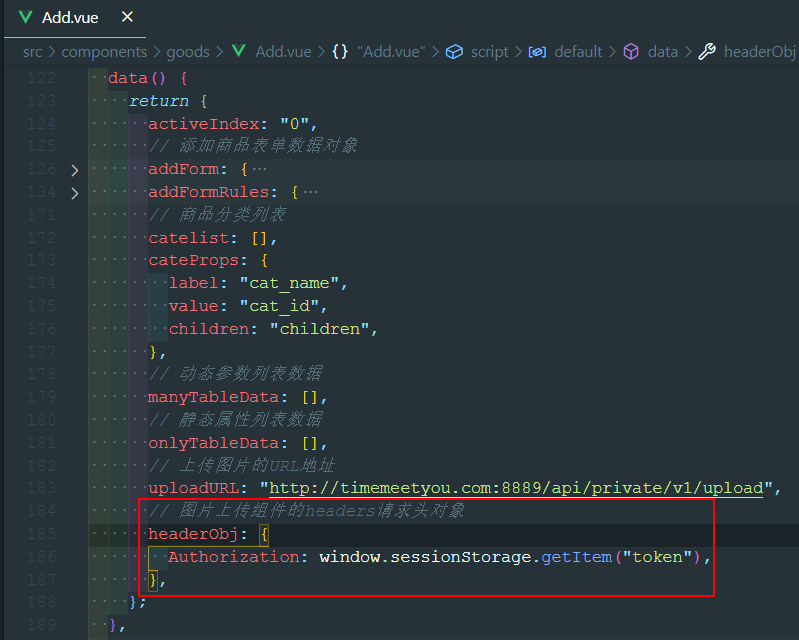 Add.vue ×
src > components > goods > Add.vue > {} "Add.vue" > script > default > data > headerObj
122 data() {
123 return {
124 activeIndex: "0",
125 // 添加商品表单数据对象
126 addForm: {···
134 addFormRules: {···
171 // 商品分类列表
172 catelist: [],
173 cateProps: {
174 label: "cat_name",
175 value: "cat_id",
176 children: "children",
177 },
178 // 动态参数列表数据
179 manyTableData: [],
180 // 静态属性列表数据
181 onlyTableData: [],
182 // 上传图片的URL地址
183 uploadURL: "http://timemeetyou.com:8889/api/private/v1/upload",
184 // 图片上传组件的headers请求头对象
185 headerObj: {
186 Authorization: window.sessionStorage.getItem("token"),
187 },
188 };
189 },